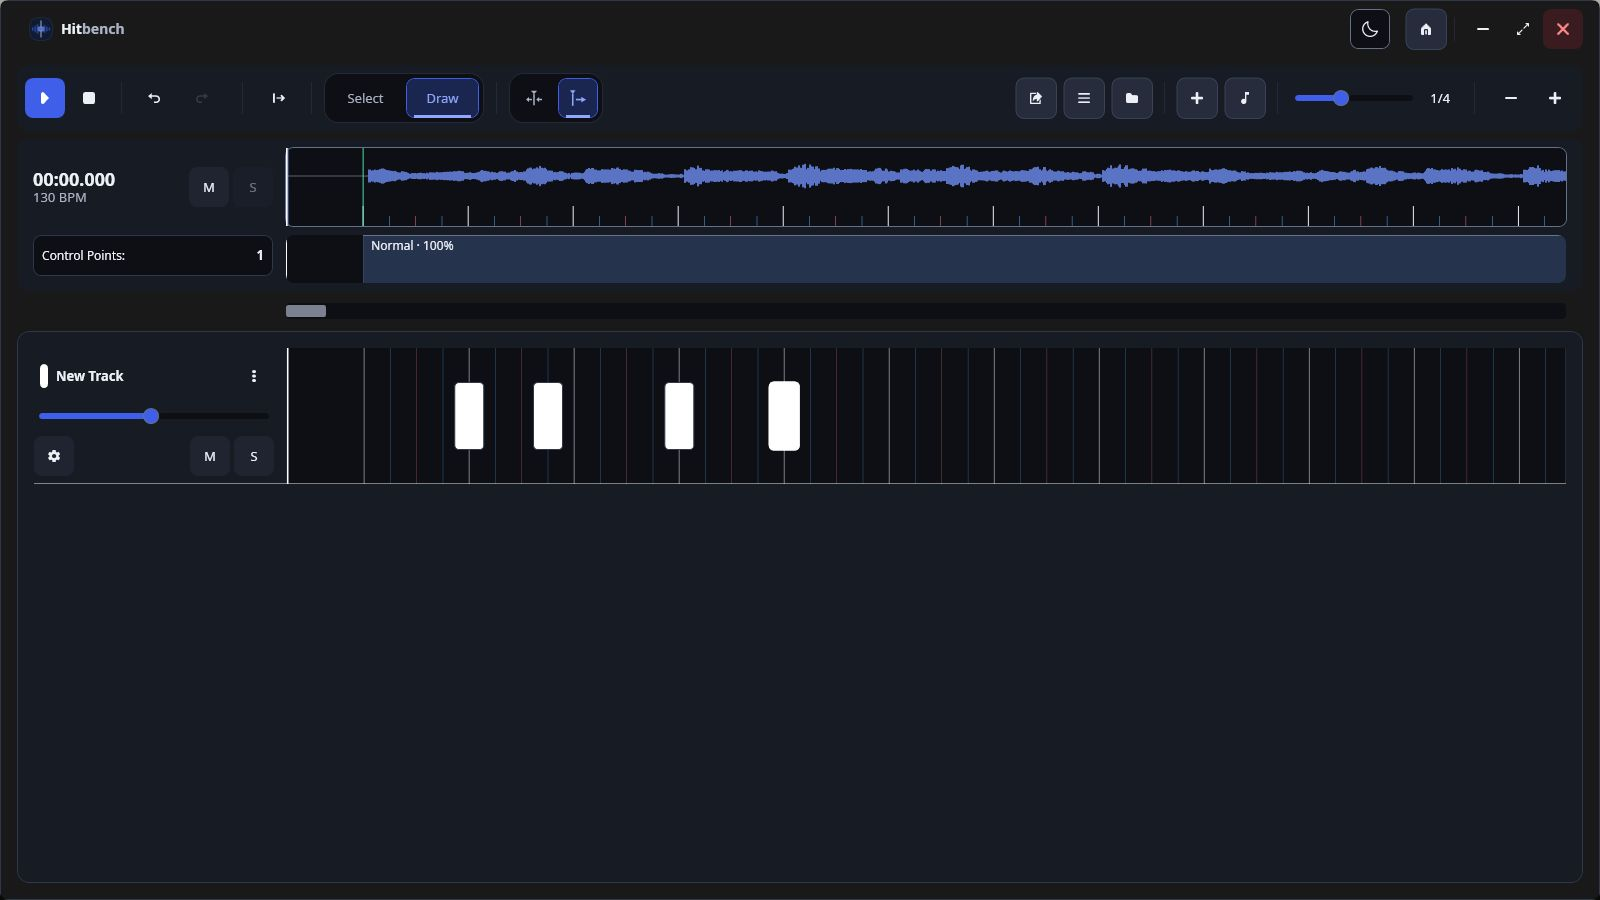 Hitbench
Select
Draw
1/4
00:00.000
130 BPM
M
S
Normal · 100%
Control Points:
1
New Track
M
S